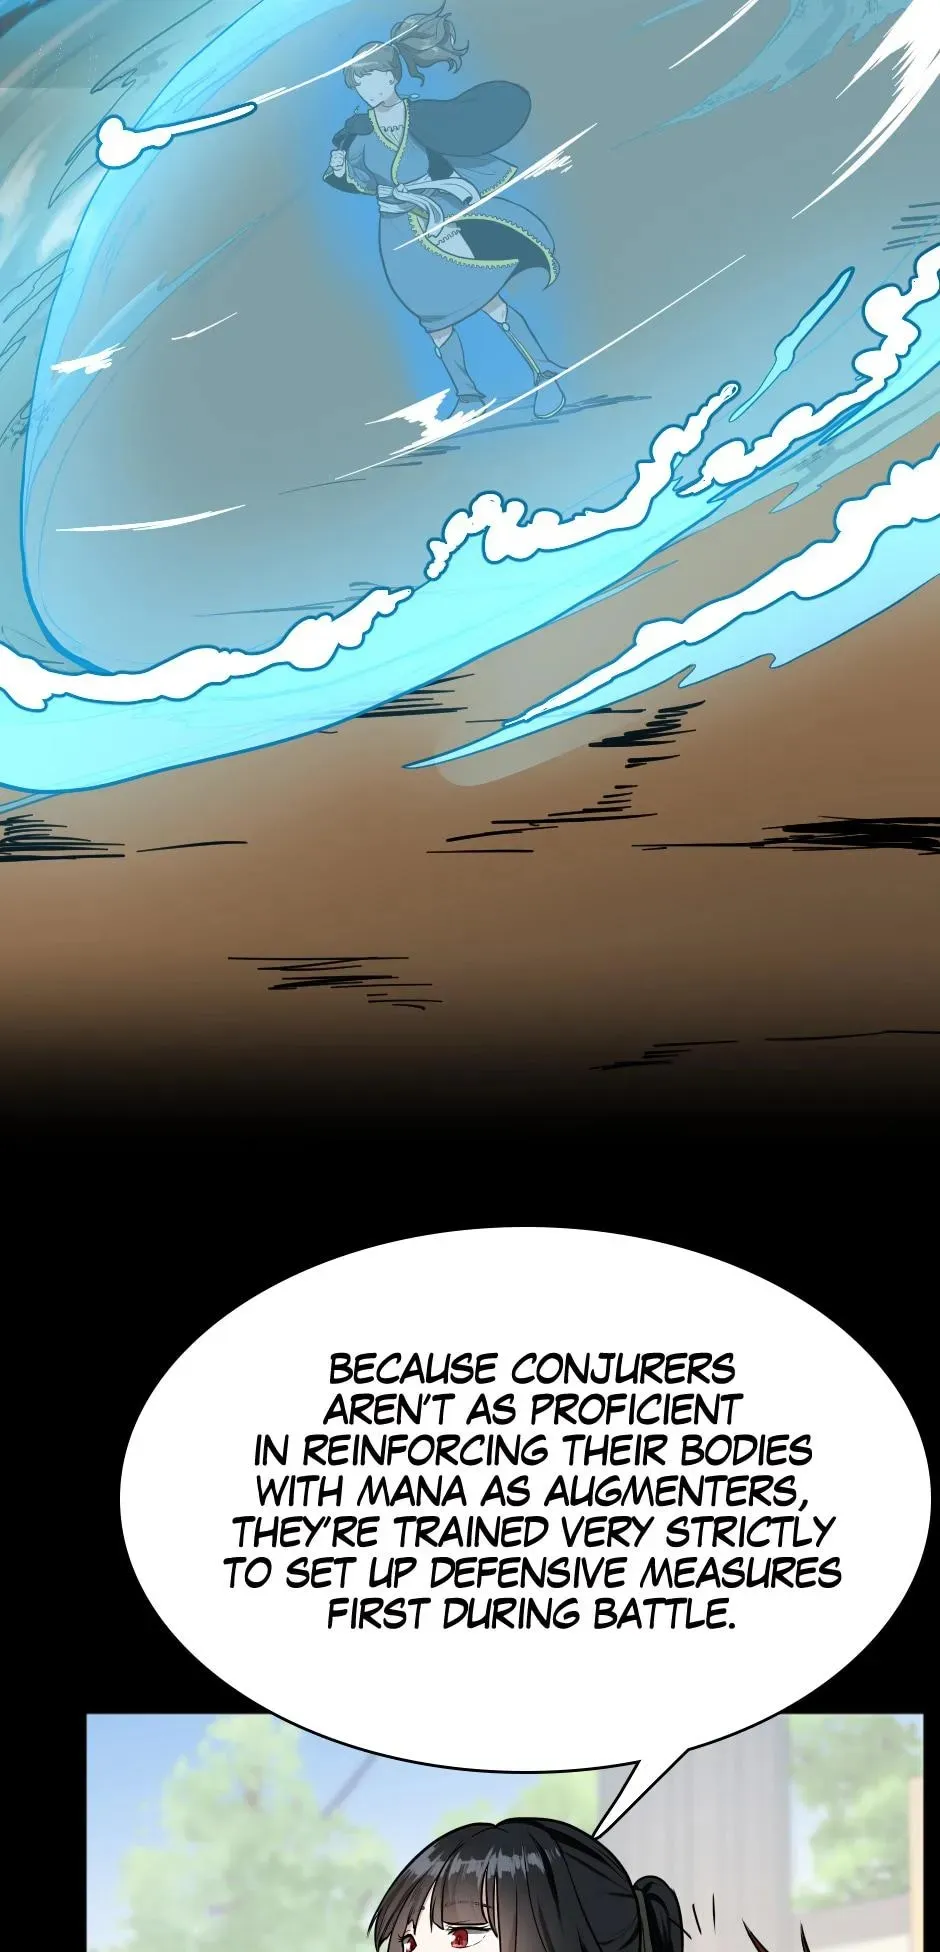 BECAUSE CONJURERS
AREN'T AS PROFICIENT
IN REINFORCING THEIR BODIES
WITH MANA AS AUGMENTERS,
THEY'RE TRAINED VERY STRICTLY
TO SET UP DEFENSIVE MEASURES
FIRST DURING BATTLE.